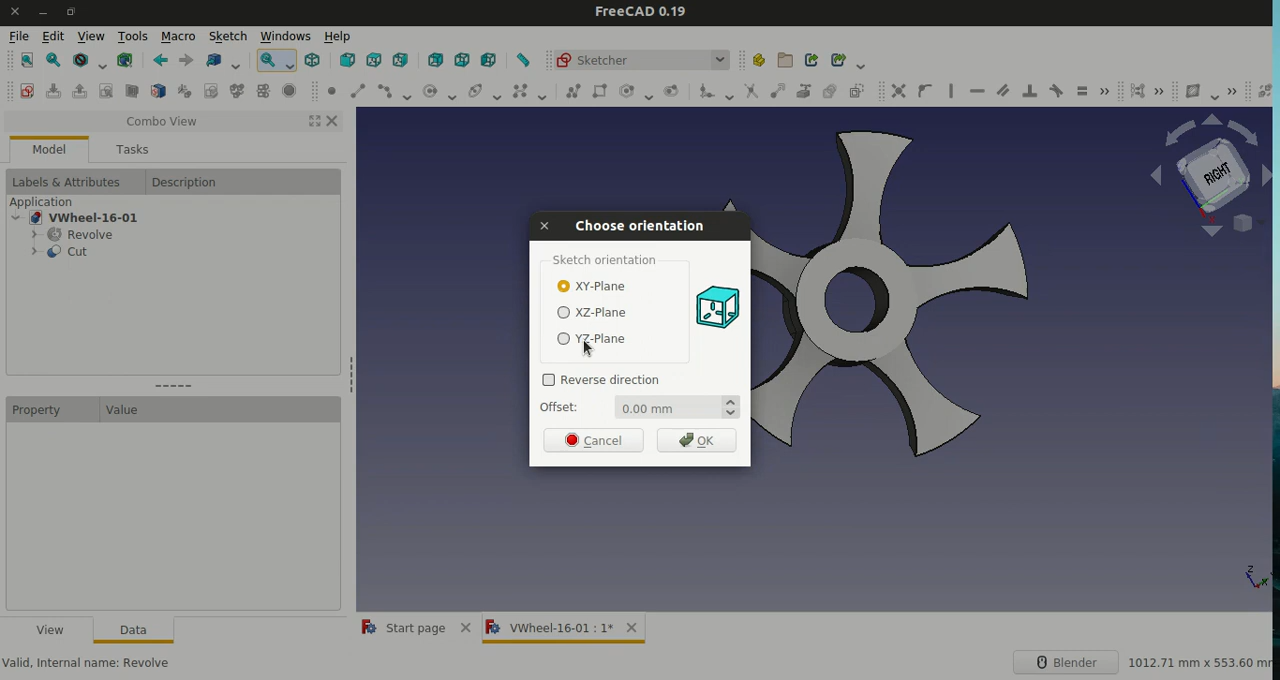 FreeCAD 0.19
File Edit View Tools Macro Sketch Windows Help
Sketcher
Combo View
Model Tasks
Labels & Attributes Description
Application
VWheel-16-01
Revolve
Cut
Property Value
View Data
Valid, Internal name: Revolve
RIGHT
Choose orientation
Sketch orientation
XY-Plane
XZ-Plane
YZ-Plane
Reverse direction
Offset: 0.00 mm
Cancel OK
Z
X
Start page VWheel-16-01 : 1*
Blender 1012.71 mm x 553.60 mm